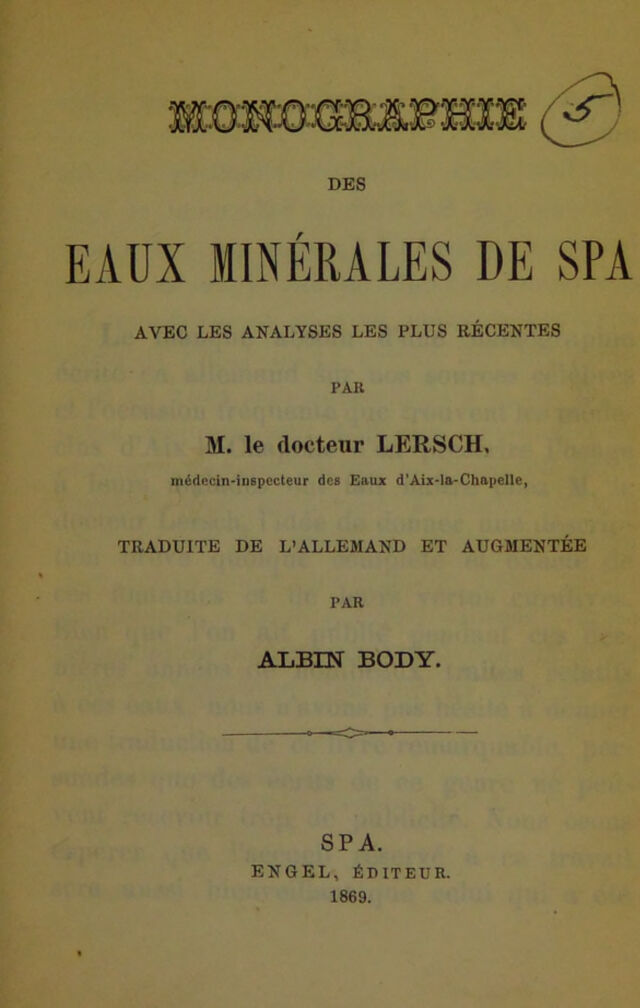 MONOGRAPHIE 5
DES
EAUX MINÉRALES DE SPA
AVEC LES ANALYSES LES PLUS RÉCENTES
PAR
M. le docteur LERSCH,
médecin-inspecteur des Eaux d'Aix-la-Chapelle,
TRADUITE DE L'ALLEMAND ET AUGMENTÉE
PAR
ALBIN BODY.
SPA.
ENGEL, ÉDITEUR.
1869.